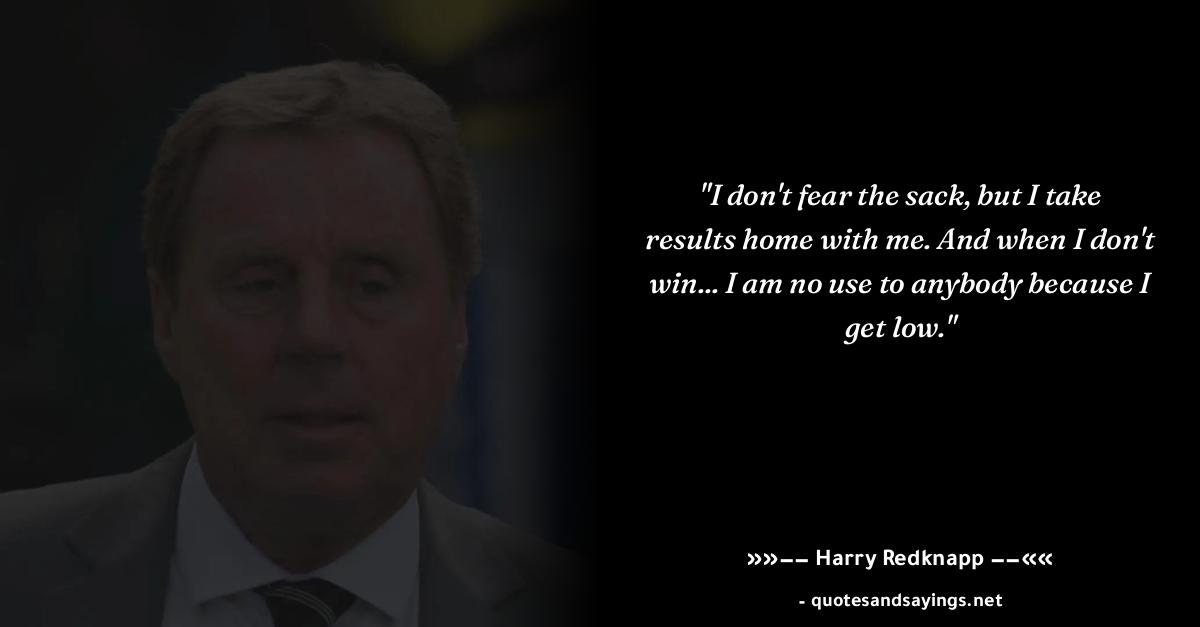 "I don't fear the sack, but I take
results home with me. And when I don't
win... I am no use to anybody because I
get low."
»»−− Harry Redknapp −−««
- quotesandsayings.net